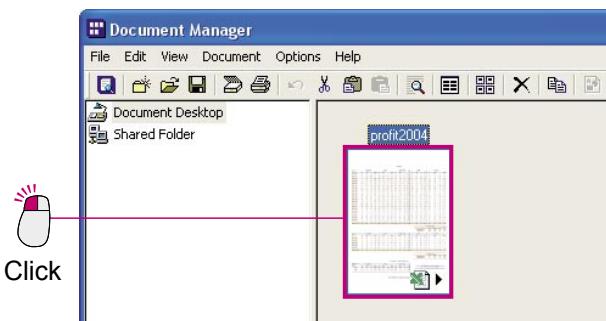 Document Manager
File Edit View Document Options Help
Document Desktop
Shared Folder
profit2004
Click